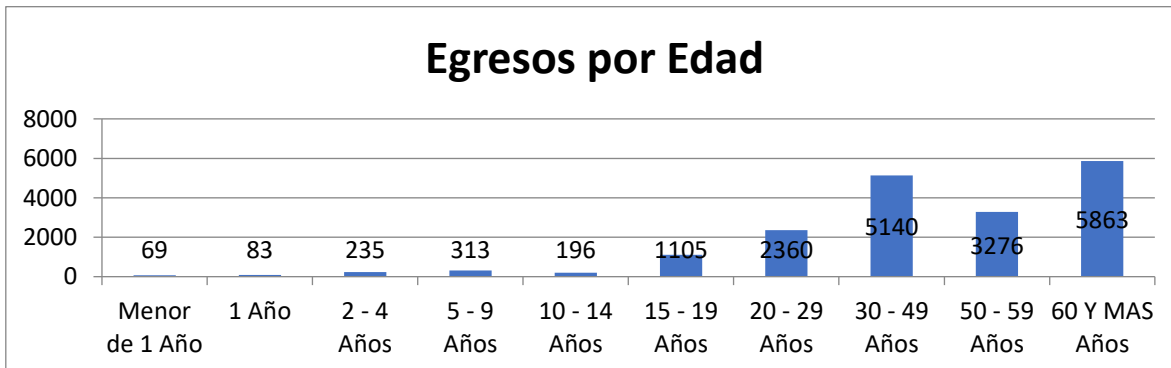 Egresos por Edad
8000
6000
4000
2000
0
69 83 235 313 196 1105 2360 5140 3276 5863
Menor 1 Año 2 - 4 5 - 9 10 - 14 15 - 19 20 - 29 30 - 49 50 - 59 60 Y MAS
de 1 Año Años Años Años Años Años Años Años Años